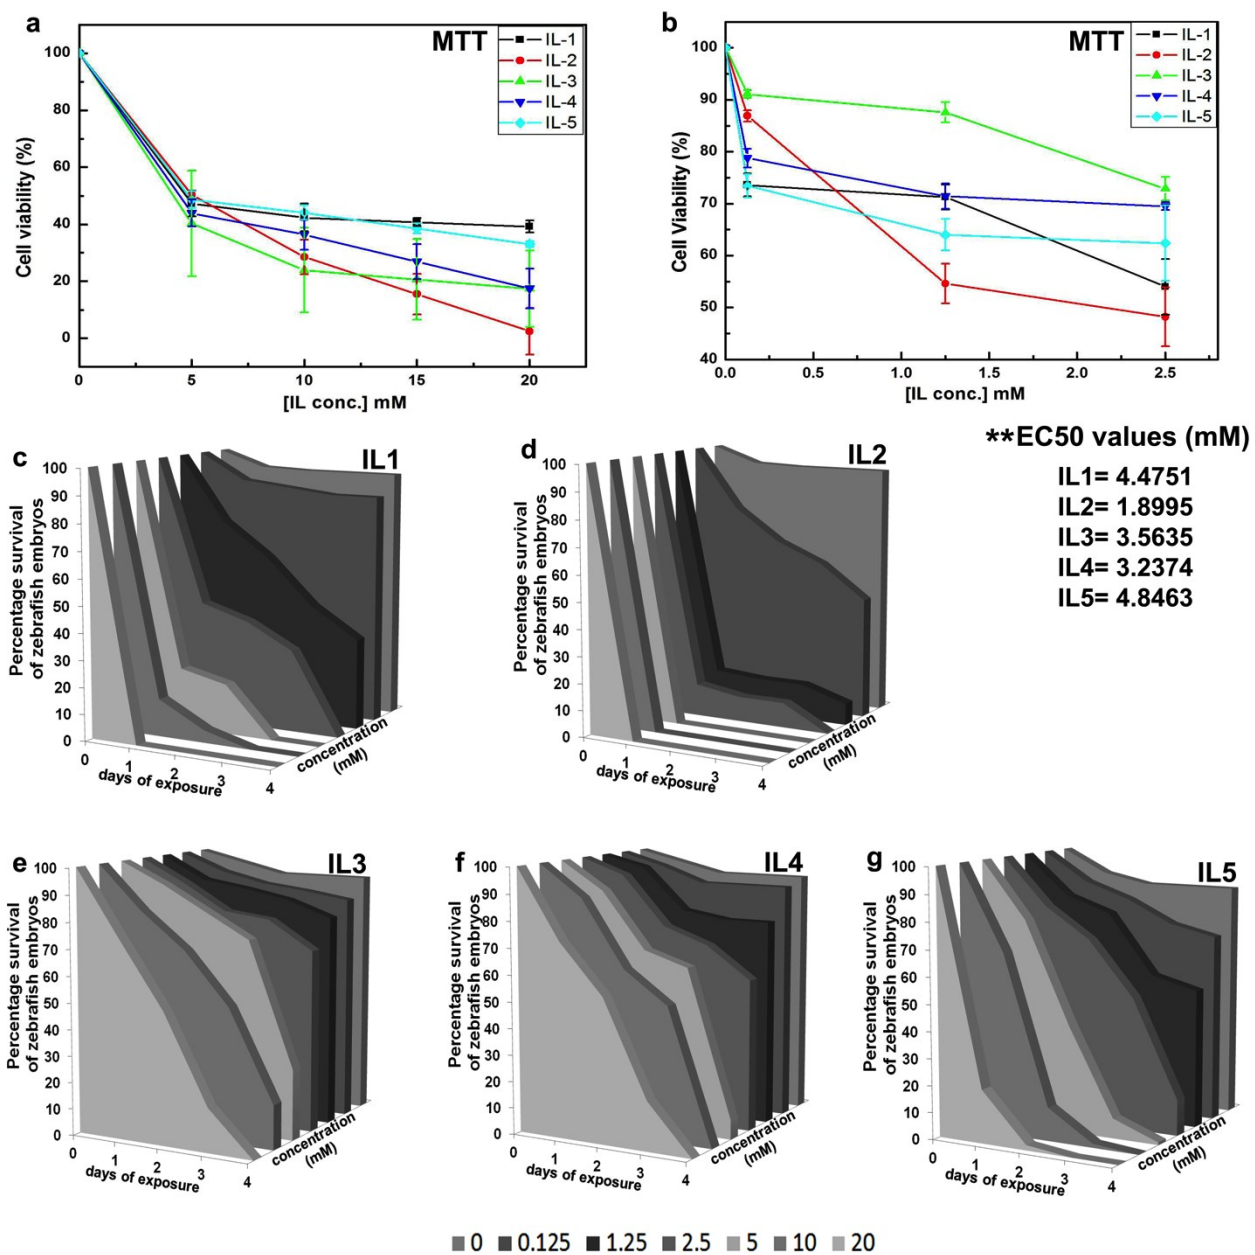 a
MTT
IL-1
IL-2
IL-3
IL-4
IL-5
100
80
60
40
20
0
Cell viability (%)
0 5 10 15 20
[IL conc.] mM
b
MTT
IL-1
IL-2
IL-3
IL-4
IL-5
100
90
80
70
60
50
40
Cell Viability (%)
0.0 0.5 1.0 1.5 2.0 2.5
[IL conc.] mM
**EC50 values (mM)
IL1= 4.4751
IL2= 1.8995
IL3= 3.5635
IL4= 3.2374
IL5= 4.8463
c
IL1
Percentage survival
of zebrafish embryos
100
90
80
70
60
50
40
30
20
10
0
0 1 2 3 4
days of exposure
concentration
(mM)
d
IL2
Percentage survival
of zebrafish embryos
100
90
80
70
60
50
40
30
20
10
0
0 1 2 3 4
days of exposure
concentration
(mM)
e
IL3
Percentage survival
of zebrafish embryos
100
90
80
70
60
50
40
30
20
10
0
0 1 2 3 4
days of exposure
concentration
(mM)
f
IL4
Percentage survival
of zebrafish embryos
100
90
80
70
60
50
40
30
20
10
0
0 1 2 3 4
days of exposure
concentration
(mM)
g
IL5
Percentage survival
of zebrafish embryos
100
90
80
70
60
50
40
30
20
10
0
0 1 2 3 4
days of exposure
concentration
(mM)
0 0.125 1.25 2.5 5 10 20